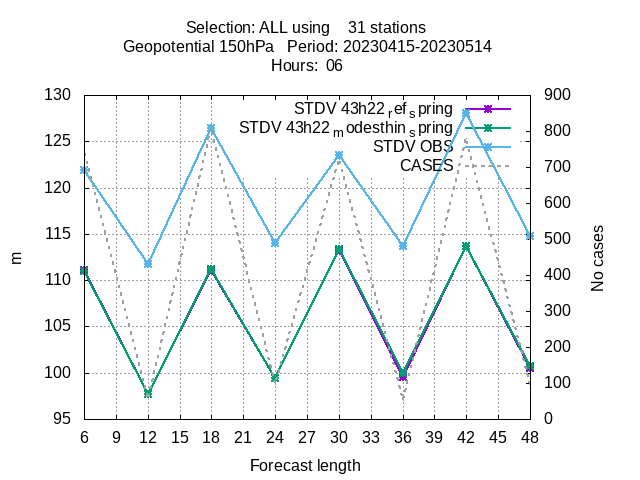 Selection: ALL using 31 stations
Geopotential 150hPa Period: 20230415-20230514
Hours: 06
130
125
120
115
110
105
100
95
900
800
700
600
500
400
300
200
100
0
STDV 43h22refspring
STDV 43h22modesthinspring
STDV OBS
CASES
m
No cases
6 9 12 15 18 21 24 27 30 33 36 39 42 45 48
Forecast length